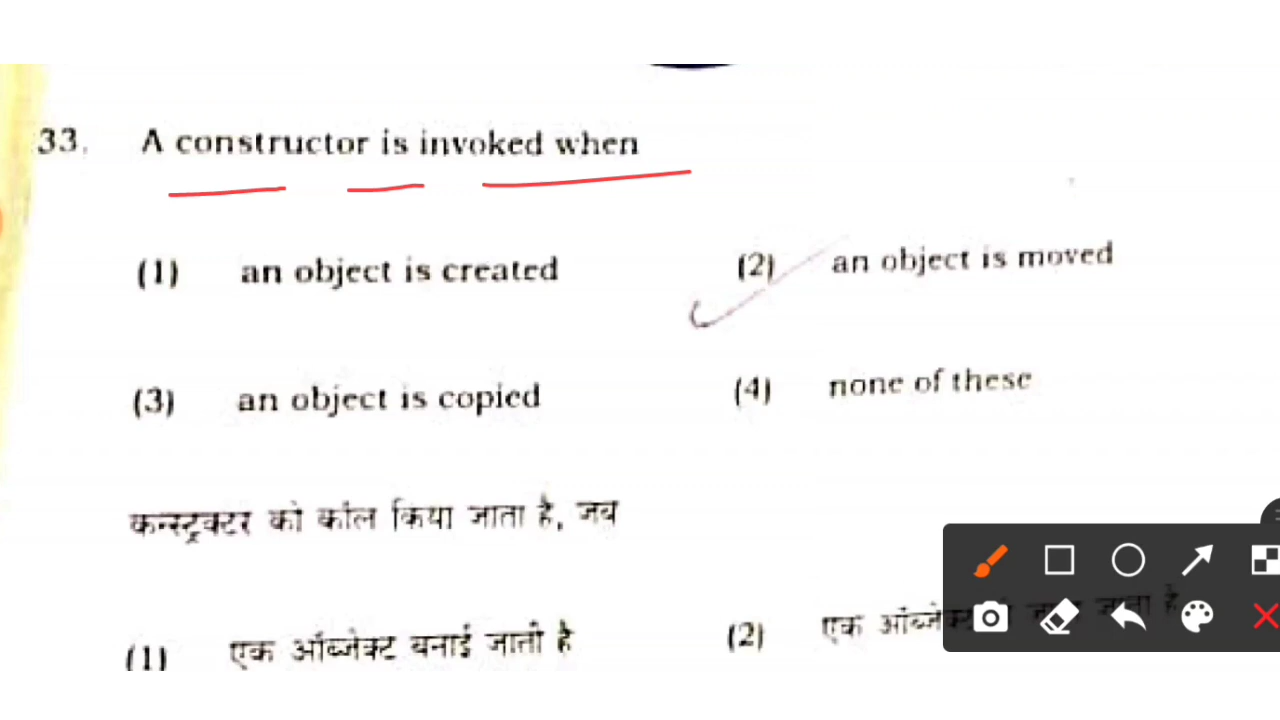 33. A constructor is invoked when
(1) an object is created (2) an object is moved
(3) an object is copied (4) none of these
कन्स्ट्रक्टर को कॉल किया जाता है, जब
(1) एक ऑब्जेक्ट बनाई जाती है (2) एक जाता है